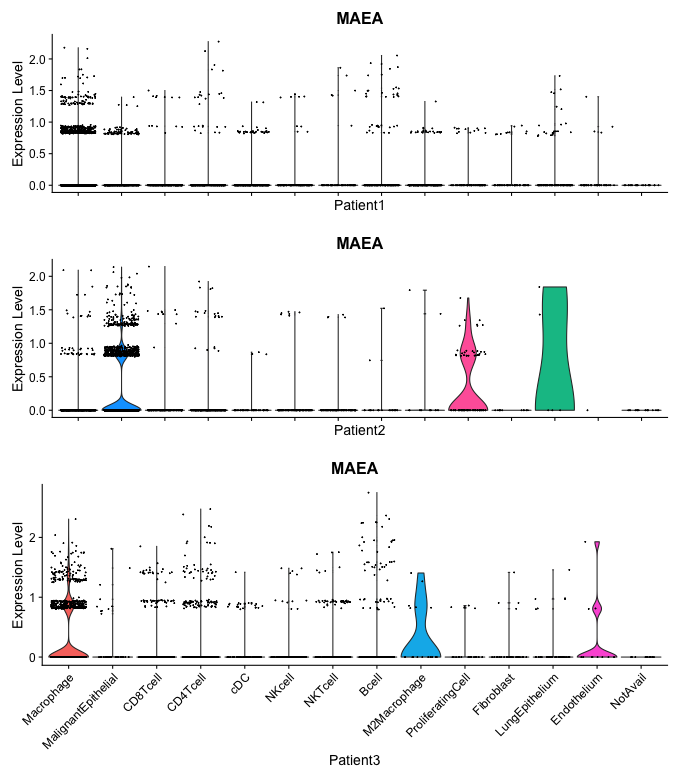 MAEA
Expression Level
2.0
1.5
1.0
0.5
0.0
Patient1
MAEA
Expression Level
2.0
1.5
1.0
0.5
0.0
Patient2
MAEA
Expression Level
2
1
0
Macrophage
MalignantEpithelial
CD8Tcell
CD4Tcell
cDC
NKcell
NKTcell
Bcell
M2Macrophage
ProliferatingCell
Fibroblast
LungEpithelium
Endothelium
NotAvail
Patient3